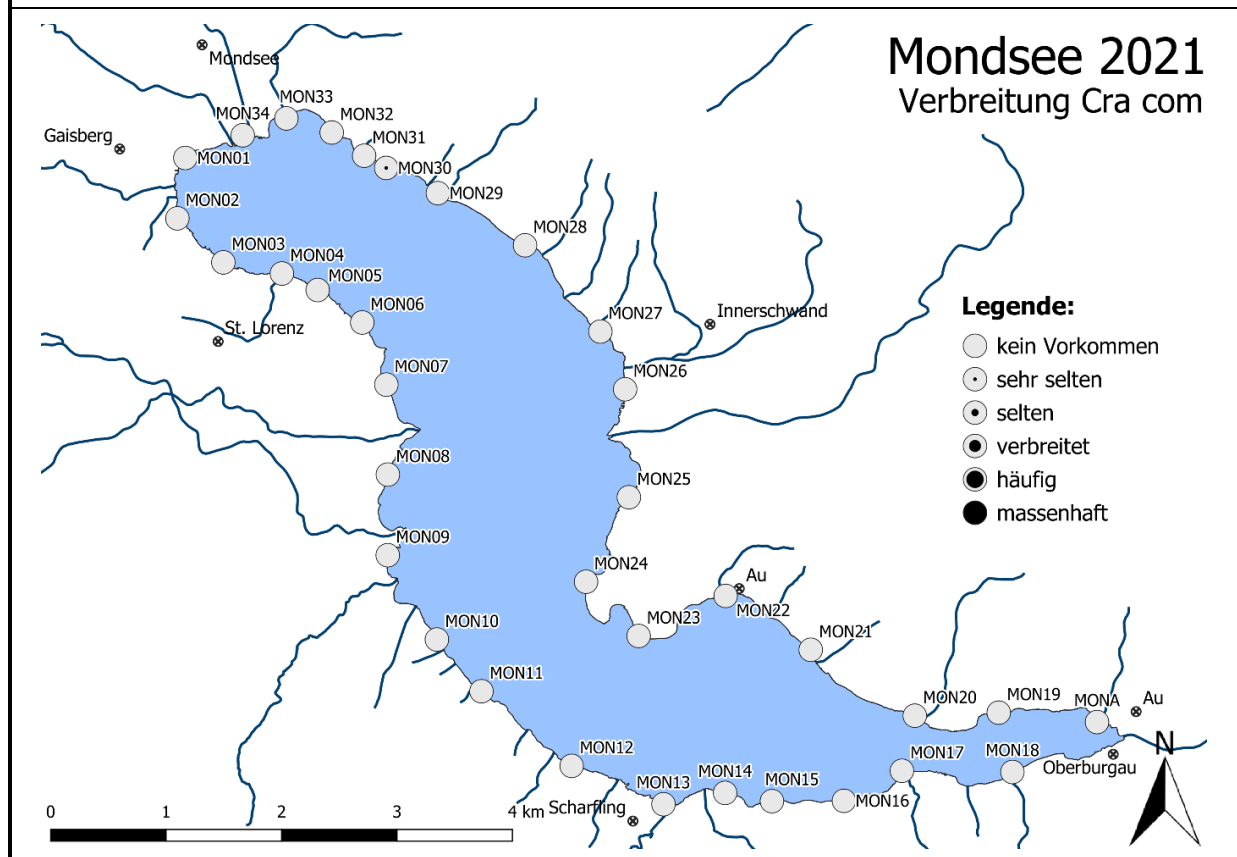 Mondsee 2021
Verbreitung Cra com
Mondsee
MON33
MON34
MON32
MON31
Gaisberg
MON01
MON30
MON29
MON02
MON28
MON03
MON04
MON05
MON06
St. Lorenz
MON27
Innerschwand
Legende:
kein Vorkommen
sehr selten
selten
verbreitet
häufig
massenhaft
MON07
MON26
MON08
MON25
MON09
MON24
Au
MON22
MON10
MON23
MON21
MON11
MON20
MON19
MONA
Au
MON12
MON17
MON18
Oberburgau
N
MON13
MON14
MON15
MON16
Scharfling
0 1 2 3 4 km